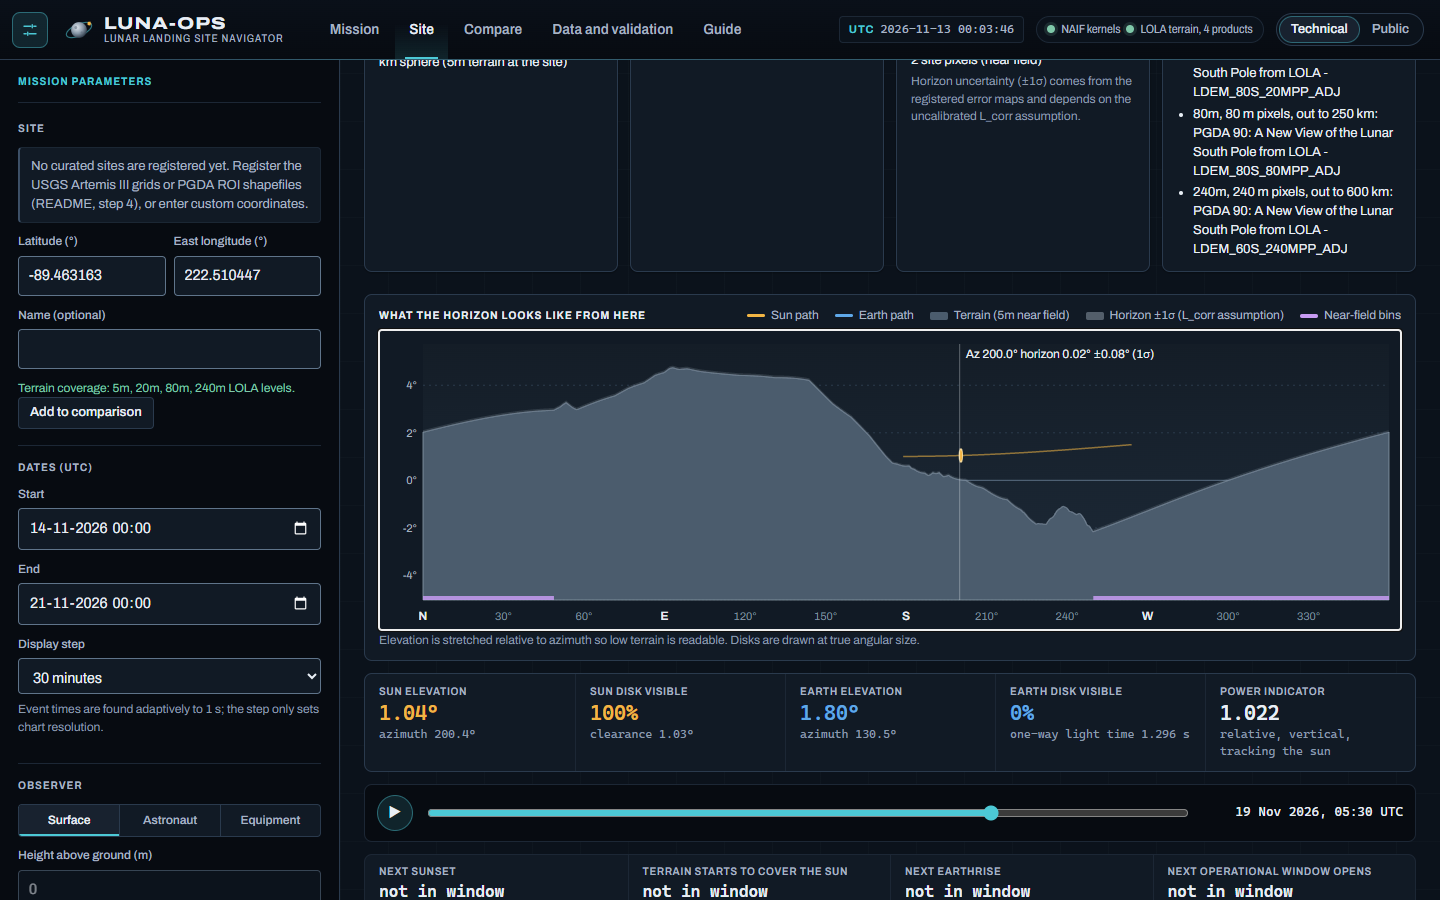 LUNA-OPS
LUNAR LANDING SITE NAVIGATOR
Mission
Site
Compare
Data and validation
Guide
UTC 2026-11-13 00:03:46
NAIF kernels
LOLA terrain, 4 products
Technical
Public
MISSION PARAMETERS
SITE
No curated sites are registered yet. Register the
USGS Artemis III grids or PGDA ROI shapefiles
(README, step 4), or enter custom coordinates.
Latitude (°)
East longitude (°)
-89.463163
222.510447
Name (optional)
Terrain coverage: 5m, 20m, 80m, 240m LOLA levels.
Add to comparison
DATES (UTC)
Start
14-11-2026 00:00
End
21-11-2026 00:00
Display step
30 minutes
Event times are found adaptively to 1 s; the step only sets
chart resolution.
OBSERVER
Surface
Astronaut
Equipment
Height above ground (m)
0
km sphere (5m terrain at the site)
2 site pixels (near field)
Horizon uncertainty (±1σ) comes from the
registered error maps and depends on the
uncalibrated L_corr assumption.
South Pole from LOLA -
LDEM_80S_20MPP_ADJ
• 80m, 80 m pixels, out to 250 km:
PGDA 90: A New View of the Lunar
South Pole from LOLA -
LDEM_80S_80MPP_ADJ
• 240m, 240 m pixels, out to 600 km:
PGDA 90: A New View of the Lunar
South Pole from LOLA -
LDEM_60S_240MPP_ADJ
WHAT THE HORIZON LOOKS LIKE FROM HERE
Sun path
Earth path
Terrain (5m near field)
Horizon ±1σ (L_corr assumption)
Near-field bins
Az 200.0° horizon 0.02° ±0.08° (1σ)
4°
2°
0°
-2°
-4°
N
30°
60°
E
120°
150°
S
210°
240°
W
300°
330°
Elevation is stretched relative to azimuth so low terrain is readable. Disks are drawn at true angular size.
SUN ELEVATION
1.04°
azimuth 200.4°
SUN DISK VISIBLE
100%
clearance 1.03°
EARTH ELEVATION
1.80°
azimuth 130.5°
EARTH DISK VISIBLE
0%
one-way light time 1.296 s
POWER INDICATOR
1.022
relative, vertical,
tracking the sun
19 Nov 2026, 05:30 UTC
NEXT SUNSET
not in window
TERRAIN STARTS TO COVER THE SUN
not in window
NEXT EARTHRISE
not in window
NEXT OPERATIONAL WINDOW OPENS
not in window